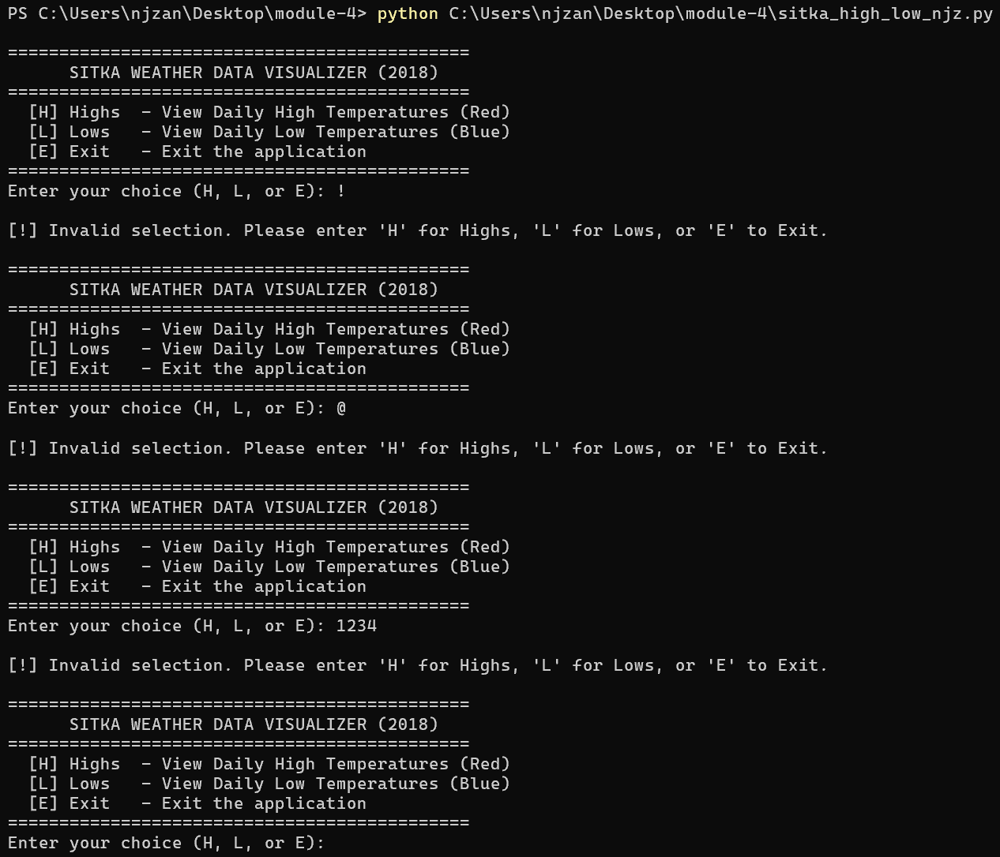 PS C:\Users\njzan\Desktop\module-4> python C:\Users\njzan\Desktop\module-4\sitka_high_low_njz.py
=============================================
SITKA WEATHER DATA VISUALIZER (2018)
=============================================
[H] Highs  - View Daily High Temperatures (Red)
[L] Lows   - View Daily Low Temperatures (Blue)
[E] Exit   - Exit the application
=============================================
Enter your choice (H, L, or E): !
[!] Invalid selection. Please enter 'H' for Highs, 'L' for Lows, or 'E' to Exit.
=============================================
SITKA WEATHER DATA VISUALIZER (2018)
=============================================
[H] Highs  - View Daily High Temperatures (Red)
[L] Lows   - View Daily Low Temperatures (Blue)
[E] Exit   - Exit the application
=============================================
Enter your choice (H, L, or E): @
[!] Invalid selection. Please enter 'H' for Highs, 'L' for Lows, or 'E' to Exit.
=============================================
SITKA WEATHER DATA VISUALIZER (2018)
=============================================
[H] Highs  - View Daily High Temperatures (Red)
[L] Lows   - View Daily Low Temperatures (Blue)
[E] Exit   - Exit the application
=============================================
Enter your choice (H, L, or E): 1234
[!] Invalid selection. Please enter 'H' for Highs, 'L' for Lows, or 'E' to Exit.
=============================================
SITKA WEATHER DATA VISUALIZER (2018)
=============================================
[H] Highs  - View Daily High Temperatures (Red)
[L] Lows   - View Daily Low Temperatures (Blue)
[E] Exit   - Exit the application
=============================================
Enter your choice (H, L, or E):